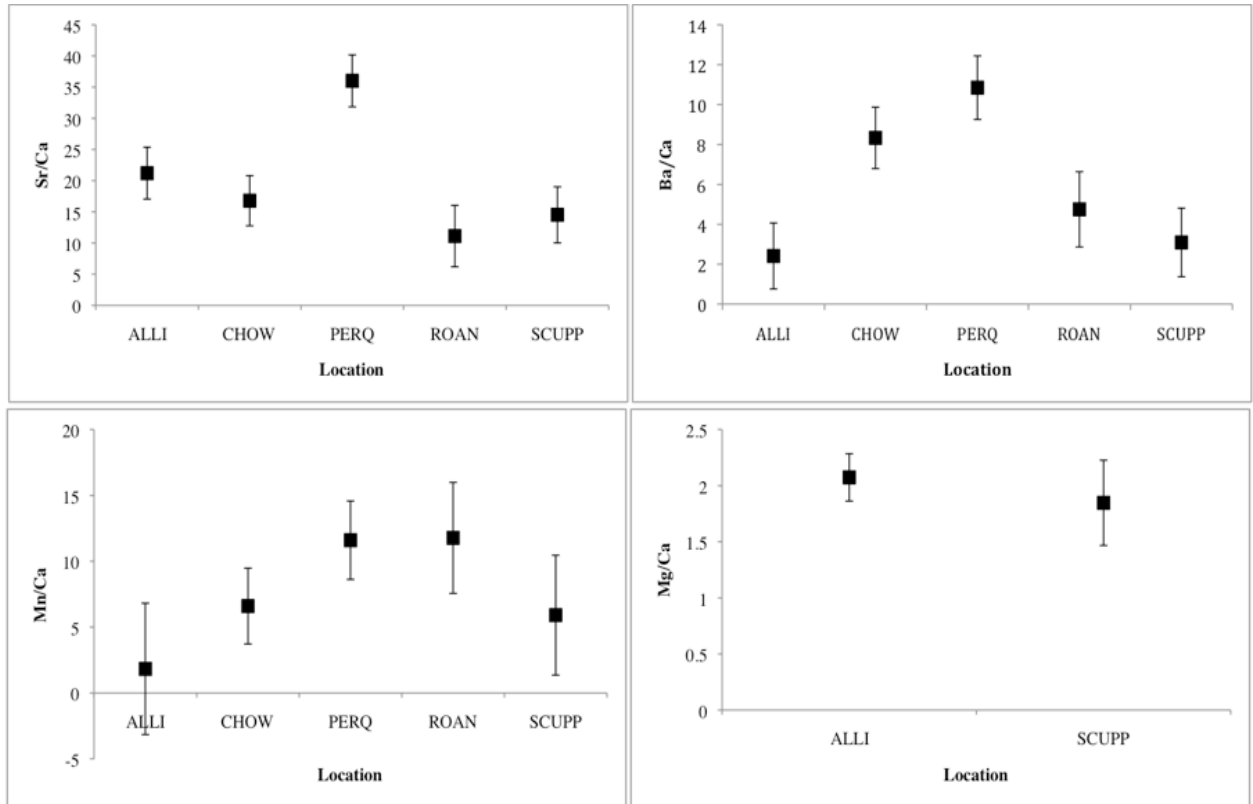 45
40
35
30
25
20
15
10
5
0
Sr/Ca
ALLI CHOW PERQ ROAN SCUPP
Location
14
12
10
8
6
4
2
0
Ba/Ca
ALLI CHOW PERQ ROAN SCUPP
Location
20
15
10
5
0
-5
Mn/Ca
ALLI CHOW PERQ ROAN SCUPP
Location
2.5
2
1.5
1
0.5
0
Mg/Ca
ALLI SCUPP
Location